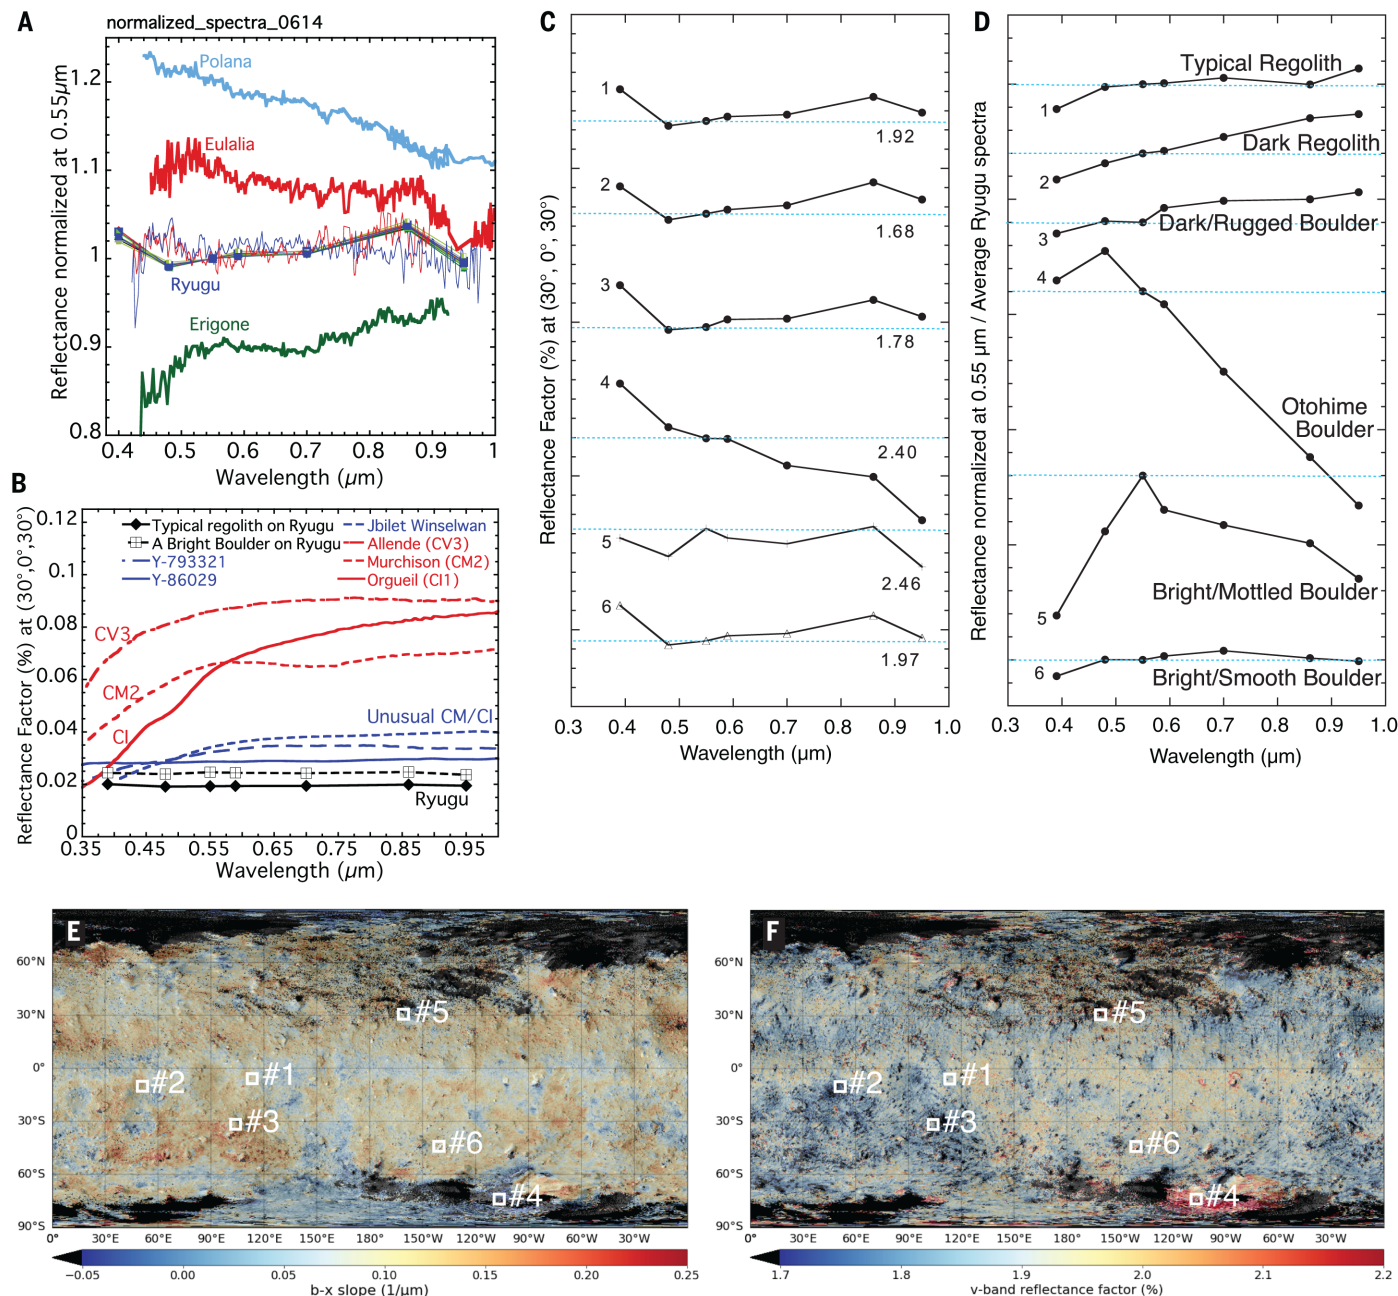 A
normalized_spectra_0614
Reflectance normalized at 0.55μm
1.2
1.1
1
0.9
0.8
Polana
Eulalia
Ryugu
Erigone
0.4 0.5 0.6 0.7 0.8 0.9 1
Wavelength (μm)
B
Reflectance Factor (%) at (30°,0°,30°)
0.12
0.1
0.08
0.06
0.04
0.02
0
Typical regolith on Ryugu
A Bright Boulder on Ryugu
Y-793321
Y-86029
Jbilet Winselwan
Allende (CV3)
Murchison (CM2)
Orgueil (CI1)
CV3
CM2
CI
Unusual CM/CI
Ryugu
0.35 0.45 0.55 0.65 0.75 0.85 0.95
Wavelength (μm)
C
Reflectance Factor (%) at (30°, 0°, 30°)
1
1.92
2
1.68
3
1.78
4
2.40
5
2.46
6
1.97
0.3 0.4 0.5 0.6 0.7 0.8 0.9 1.0
Wavelength (μm)
D
Reflectance normalized at 0.55 μm / Average Ryugu spectra
Typical Regolith
1
Dark Regolith
2
Dark/Rugged Boulder
3
4
Otohime
Boulder
Bright/Mottled Boulder
5
6
Bright/Smooth Boulder
0.3 0.4 0.5 0.6 0.7 0.8 0.9 1.0
Wavelength (μm)
E
60°N
30°N
0°
30°S
60°S
90°S
#5
#1
#2
#3
#6
#4
0° 30°E 60°E 90°E 120°E 150°E 180° 150°W 120°W 90°W 60°W 30°W
−0.05 0.00 0.05 0.10 0.15 0.20 0.25
b-x slope (1/μm)
F
60°N
30°N
0°
30°S
60°S
90°S
#5
#1
#2
#3
#6
#4
0° 30°E 60°E 90°E 120°E 150°E 180° 150°W 120°W 90°W 60°W 30°W
1.7 1.8 1.9 2.0 2.1 2.2
v-band reflectance factor (%)